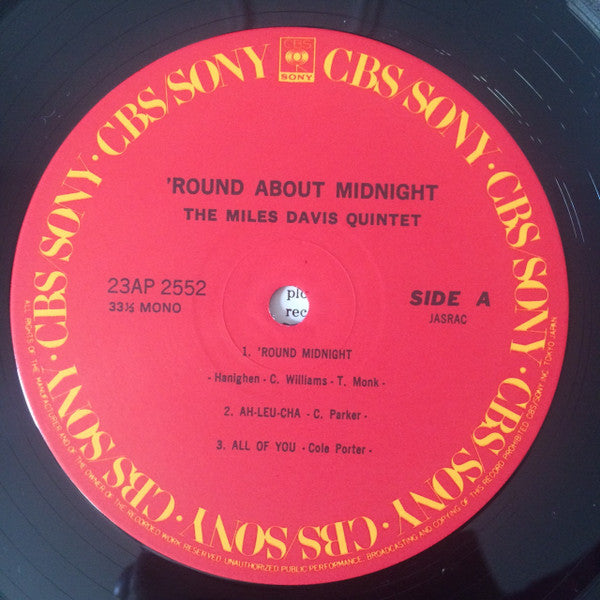 CBS
SONY
CBS/SONY · CBS SONY · CBS/SONY · CBS/SONY · CBS/SONY · CBS/SONY · CBS/SONY · CBS SONY · CBS/SONY
'ROUND ABOUT MIDNIGHT
THE MILES DAVIS QUINTET
23AP 2552
33⅓ MONO
SIDE A
JASRAC
plo
rec
1. 'ROUND MIDNIGHT
- Hanighen - C. Williams - T. Monk -
2. AH-LEU-CHA - C. Parker -
3. ALL OF YOU - Cole Porter -
ALL RIGHTS OF THE MANUFACTURER AND OF THE OWNER OF THE RECORDED WORK RESERVED. UNAUTHORIZED PUBLIC PERFORMANCE, BROADCASTING AND COPYING OF THIS RECORD PROHIBITED. CBS/SONY INC. TOKYO JAPAN